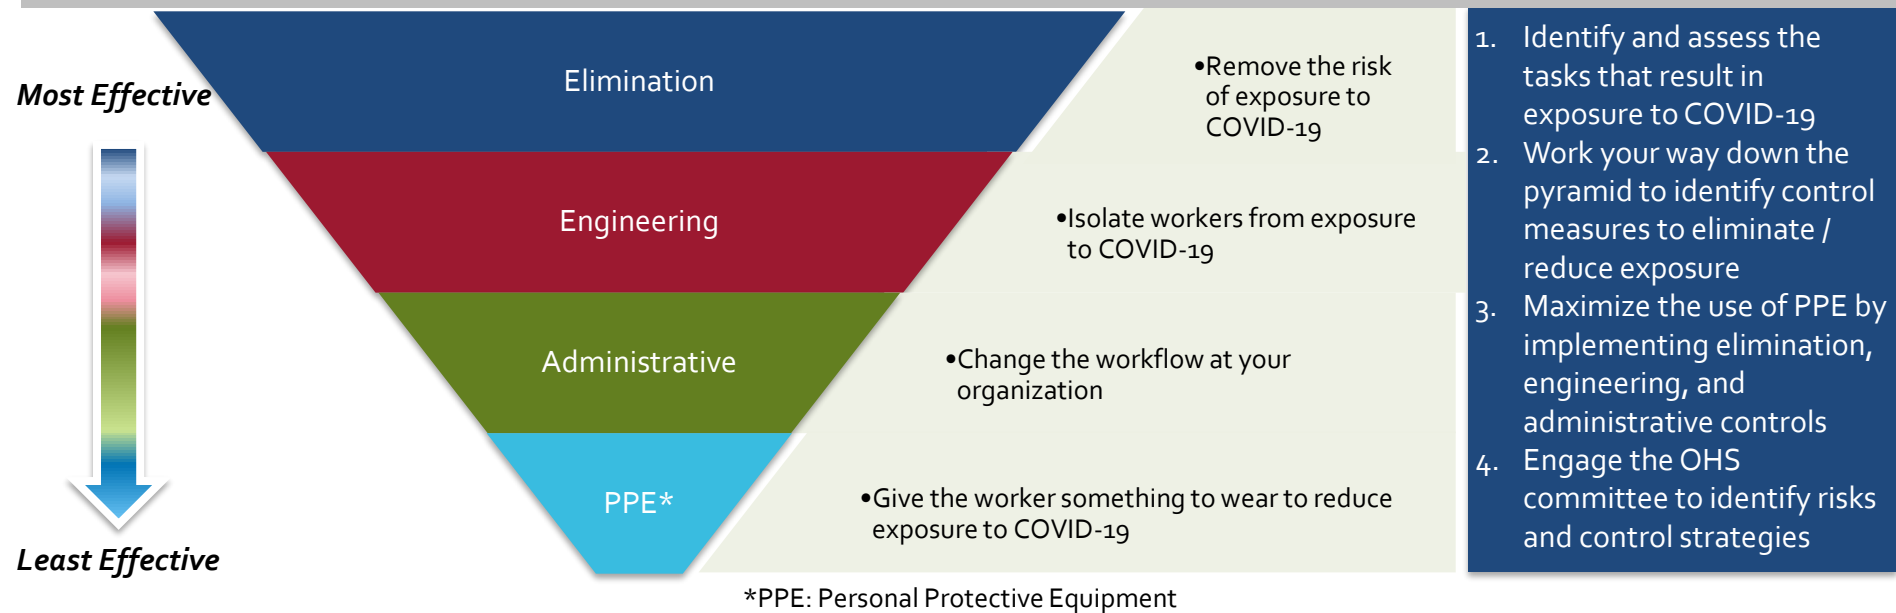 Most Effective
Least Effective
Elimination
•Remove the risk
of exposure to
COVID-19
Engineering
•Isolate workers from exposure
to COVID-19
Administrative
•Change the workflow at your
organization
PPE*
•Give the worker something to wear to reduce
exposure to COVID-19
*PPE: Personal Protective Equipment
1. Identify and assess the
tasks that result in
exposure to COVID-19
2. Work your way down the
pyramid to identify control
measures to eliminate /
reduce exposure
3. Maximize the use of PPE by
implementing elimination,
engineering, and
administrative controls
4. Engage the OHS
committee to identify risks
and control strategies